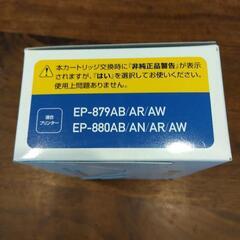 本カートリッジ交換時に「非純正品警告」が表示
されますが、「はい」を選択してお使いください。
使用上問題ありません。
適合
プリンター
EP-879AB/AR/AW
EP-880AB/AN/AR/AW